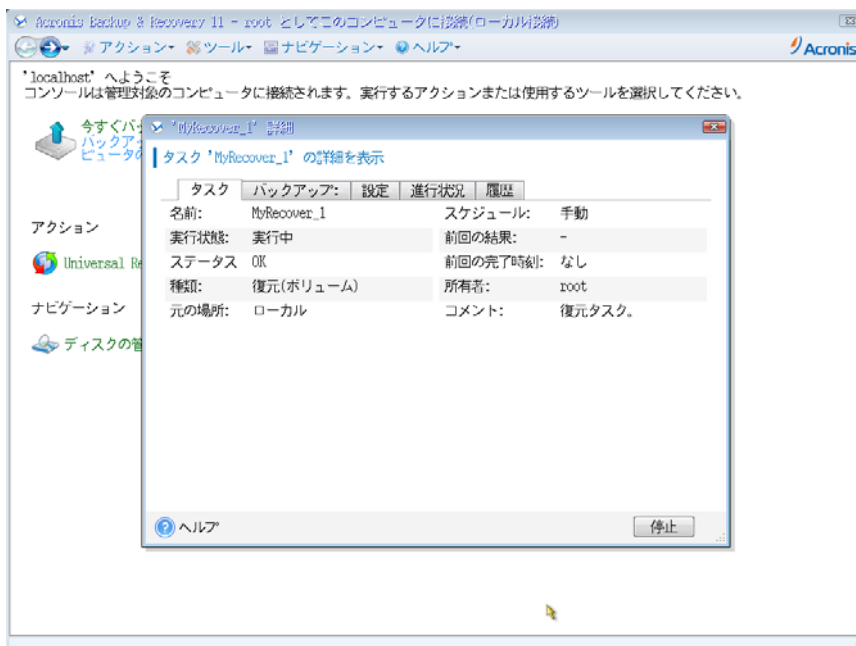 Acronis Backup & Recovery 11 - root としてこのコンピュータに接続(ローカル接続)
アクション ツール ナビゲーション ヘルプ
Acronis
'localhost' へようこそ
コンソールは管理対象のコンピュータに接続されます。実行するアクションまたは使用するツールを選択してください。
今すぐバ
バックア
ピュータの
アクション
Universal Re
ナビゲーション
ディスクの管
'MyRecover_1' 詳細
タスク 'MyRecover_1' の詳細を表示
タスク バックアップ: 設定 進行状況 履歴
名前: MyRecover_1 スケジュール: 手動
実行状態: 実行中 前回の結果: -
ステータス OK 前回の完了時刻: なし
種類: 復元(ボリューム) 所有者: root
元の場所: ローカル コメント: 復元タスク。
ヘルプ 停止